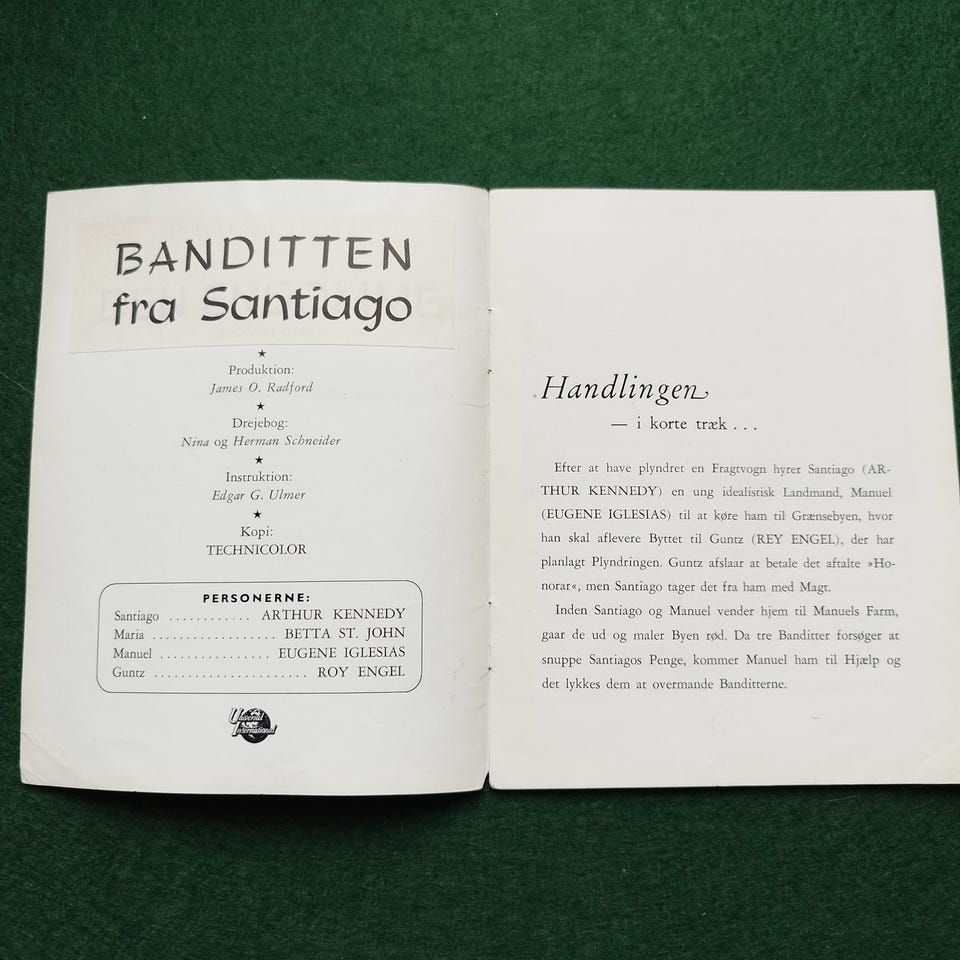 BANDITTEN
fra Santiago
★
Produktion:
James O. Radford
★
Drejebog:
Nina og Herman Schneider
★
Instruktion:
Edgar G. Ulmer
★
Kopi:
TECHNICOLOR
PERSONERNE:
Santiago ............ ARTHUR KENNEDY
Maria .................. BETTA ST. JOHN
Manuel ................ EUGENE IGLESIAS
Guntz ....................... ROY ENGEL
Universal
International
Handlingen
— i korte træk ...
Efter at have plyndret en Fragtvogn hyrer Santiago (AR-
THUR KENNEDY) en ung idealistisk Landmand, Manuel
(EUGENE IGLESIAS) til at køre ham til Grænsebyen, hvor
han skal aflevere Byttet til Guntz (REY ENGEL), der har
planlagt Plyndringen. Guntz afslaar at betale det aftalte »Ho-
norar«, men Santiago tager det fra ham med Magt.
Inden Santiago og Manuel vender hjem til Manuels Farm,
gaar de ud og maler Byen rød. Da tre Banditter forsøger at
snuppe Santiagos Penge, kommer Manuel ham til Hjælp og
det lykkes dem at overmande Banditterne.